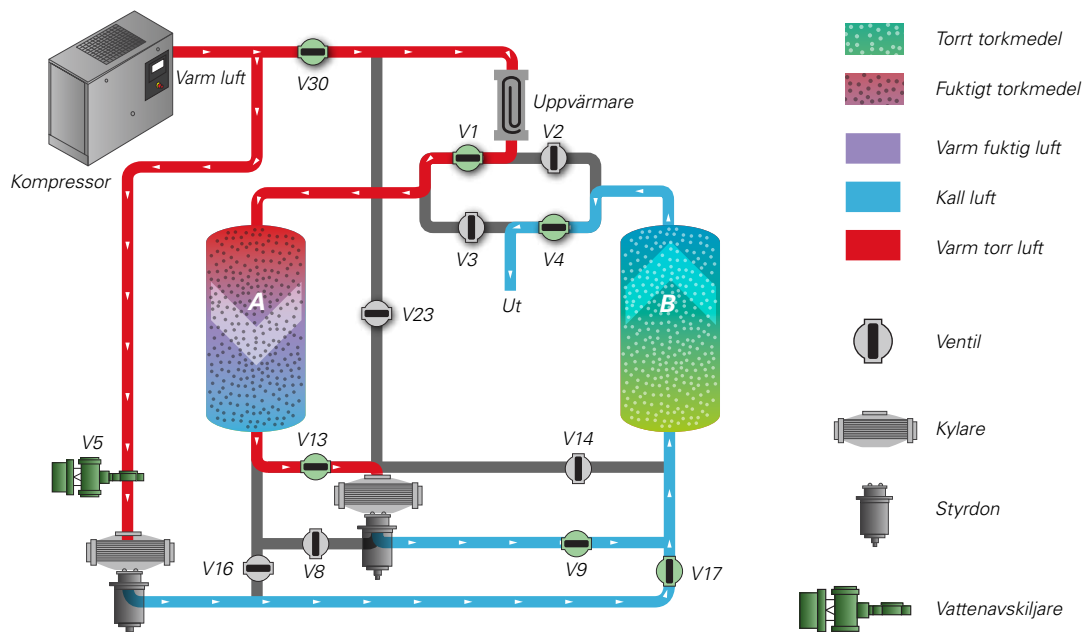 Varm luft
V30
Kompressor
Uppvärmare
V1
V2
V3
V4
Ut
A
B
V23
V5
V13
V14
V16
V8
V9
V17
Torrt torkmedel
Fuktigt torkmedel
Varm fuktig luft
Kall luft
Varm torr luft
Ventil
Kylare
Styrdon
Vattenavskiljare